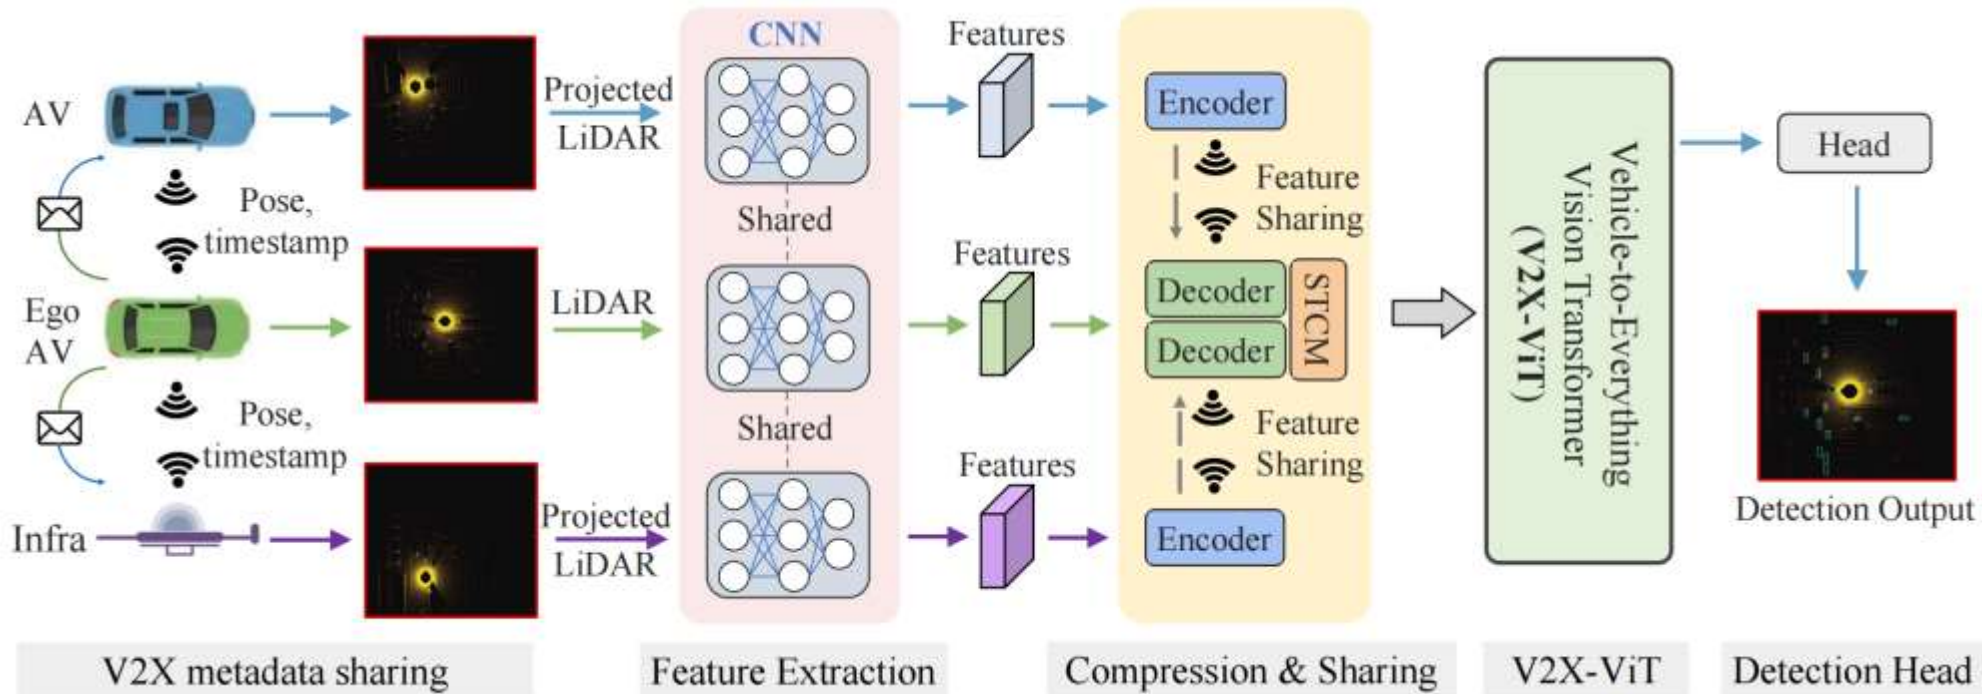 AV
Pose,
timestamp
Ego
AV
Pose,
timestamp
Infra
Projected
LiDAR
LiDAR
Projected
LiDAR
CNN
Shared
Shared
Features
Features
Features
Encoder
Feature
Sharing
Decoder
Decoder
STCM
Feature
Sharing
Encoder
Vehicle-to-Everything
Vision Transformer
(V2X-ViT)
Head
Detection Output
V2X metadata sharing
Feature Extraction
Compression & Sharing
V2X-ViT
Detection Head